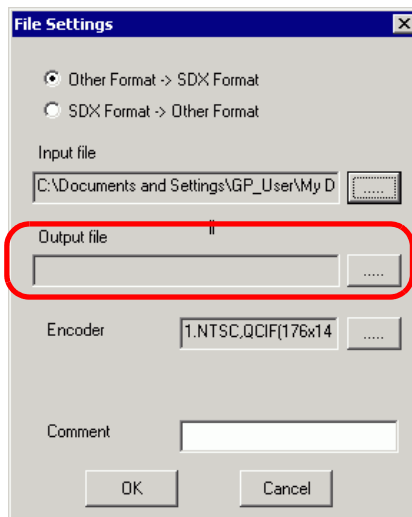 File Settings
Other Format -> SDX Format
SDX Format -> Other Format
Input file
C:\Documents and Settings\GP_User\My D
.....
Output file
.....
Encoder
1.NTSC,QCIF(176x14
.....
Comment
OK
Cancel